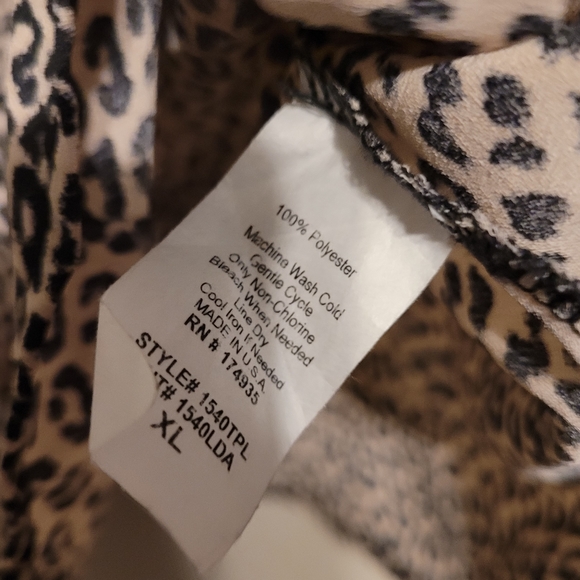 100% Polyester
Machine Wash Cold
Gentle Cycle
Only Non-Chlorine
Bleach When Needed
Line Dry
Cool Iron If Needed
MADE IN U.S.A.
RN # 174935
STYLE# 1540TPL
T# 1540LDA
XL